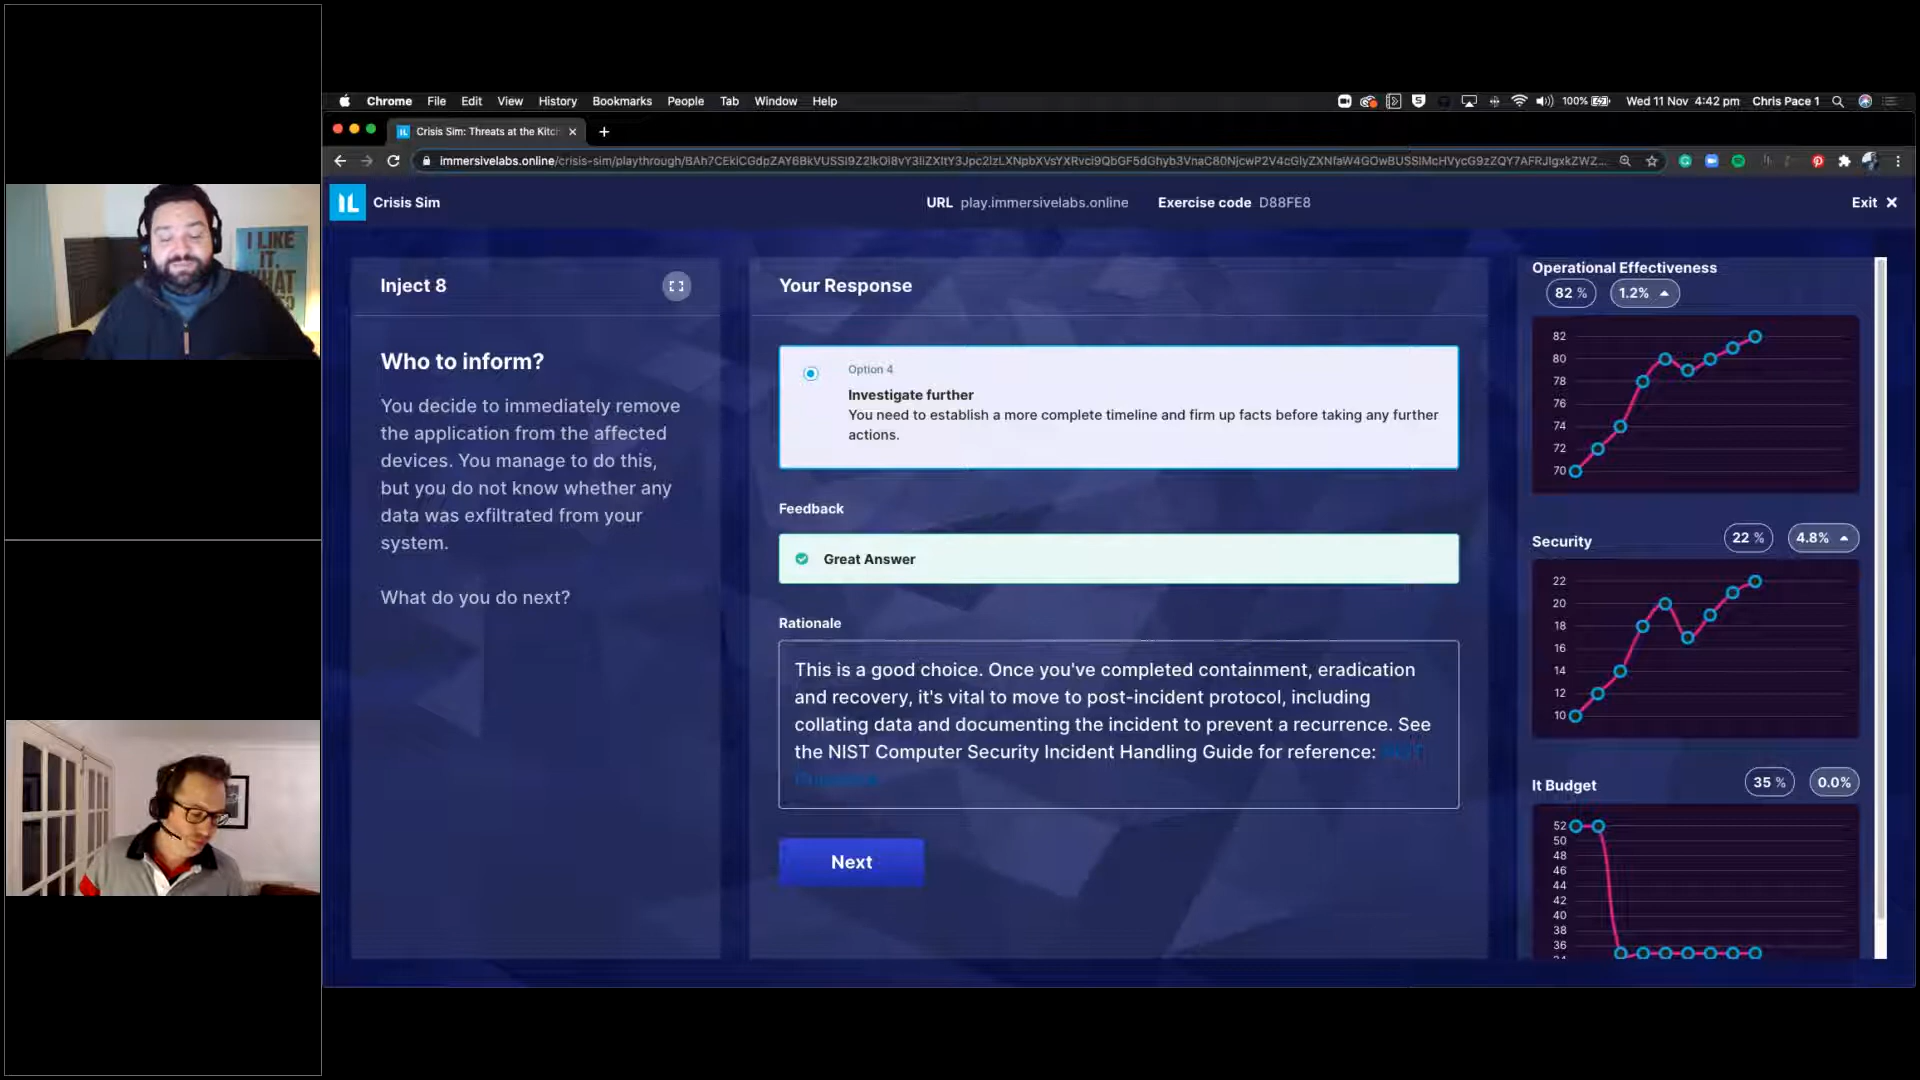 I LIKE
IT.
WHAT
Chrome File Edit View History Bookmarks People Tab Window Help
100% Wed 11 Nov 4:42 pm Chris Pace 1
Crisis Sim: Threats at the Kitch
immersivelabs.online/crisis-sim/playthrough/
IL Crisis Sim
URL play.immersivelabs.online Exercise code D88FE8
Exit
Inject 8
Who to inform?
You decide to immediately remove
the application from the affected
devices. You manage to do this,
but you do not know whether any
data was exfiltrated from your
system.
What do you do next?
Your Response
Option 4
Investigate further
You need to establish a more complete timeline and firm up facts before taking any further
actions.
Feedback
Great Answer
Rationale
This is a good choice. Once you've completed containment, eradication
and recovery, it's vital to move to post-incident protocol, including
collating data and documenting the incident to prevent a recurrence. See
the NIST Computer Security Incident Handling Guide for reference:
Next
Operational Effectiveness
82 % 1.2%
82
80
78
76
74
72
70
Security 22 % 4.8%
22
20
18
16
14
12
10
It Budget 35 % 0.0%
52
50
48
46
44
42
40
38
36